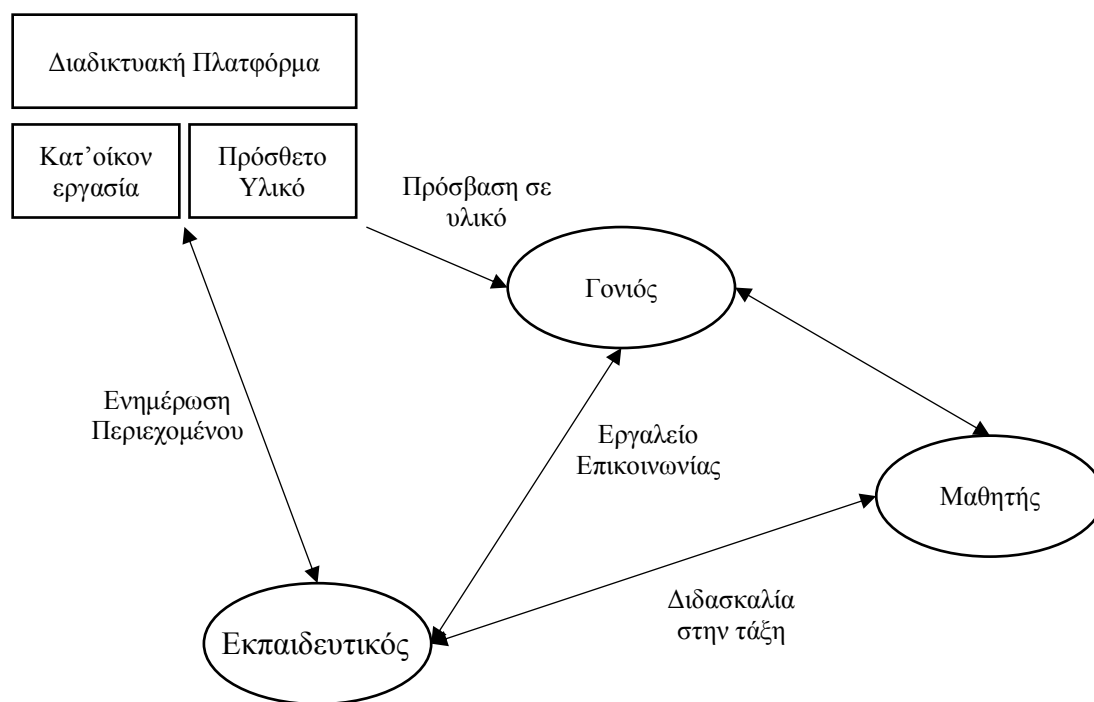 Διαδικτυακή Πλατφόρμα
Κατ’οίκον
εργασία
Πρόσθετο
Υλικό
Πρόσβαση σε
υλικό
Γονιός
Ενημέρωση
Περιεχομένου
Εργαλείο
Επικοινωνίας
Μαθητής
Διδασκαλία
στην τάξη
Εκπαιδευτικός